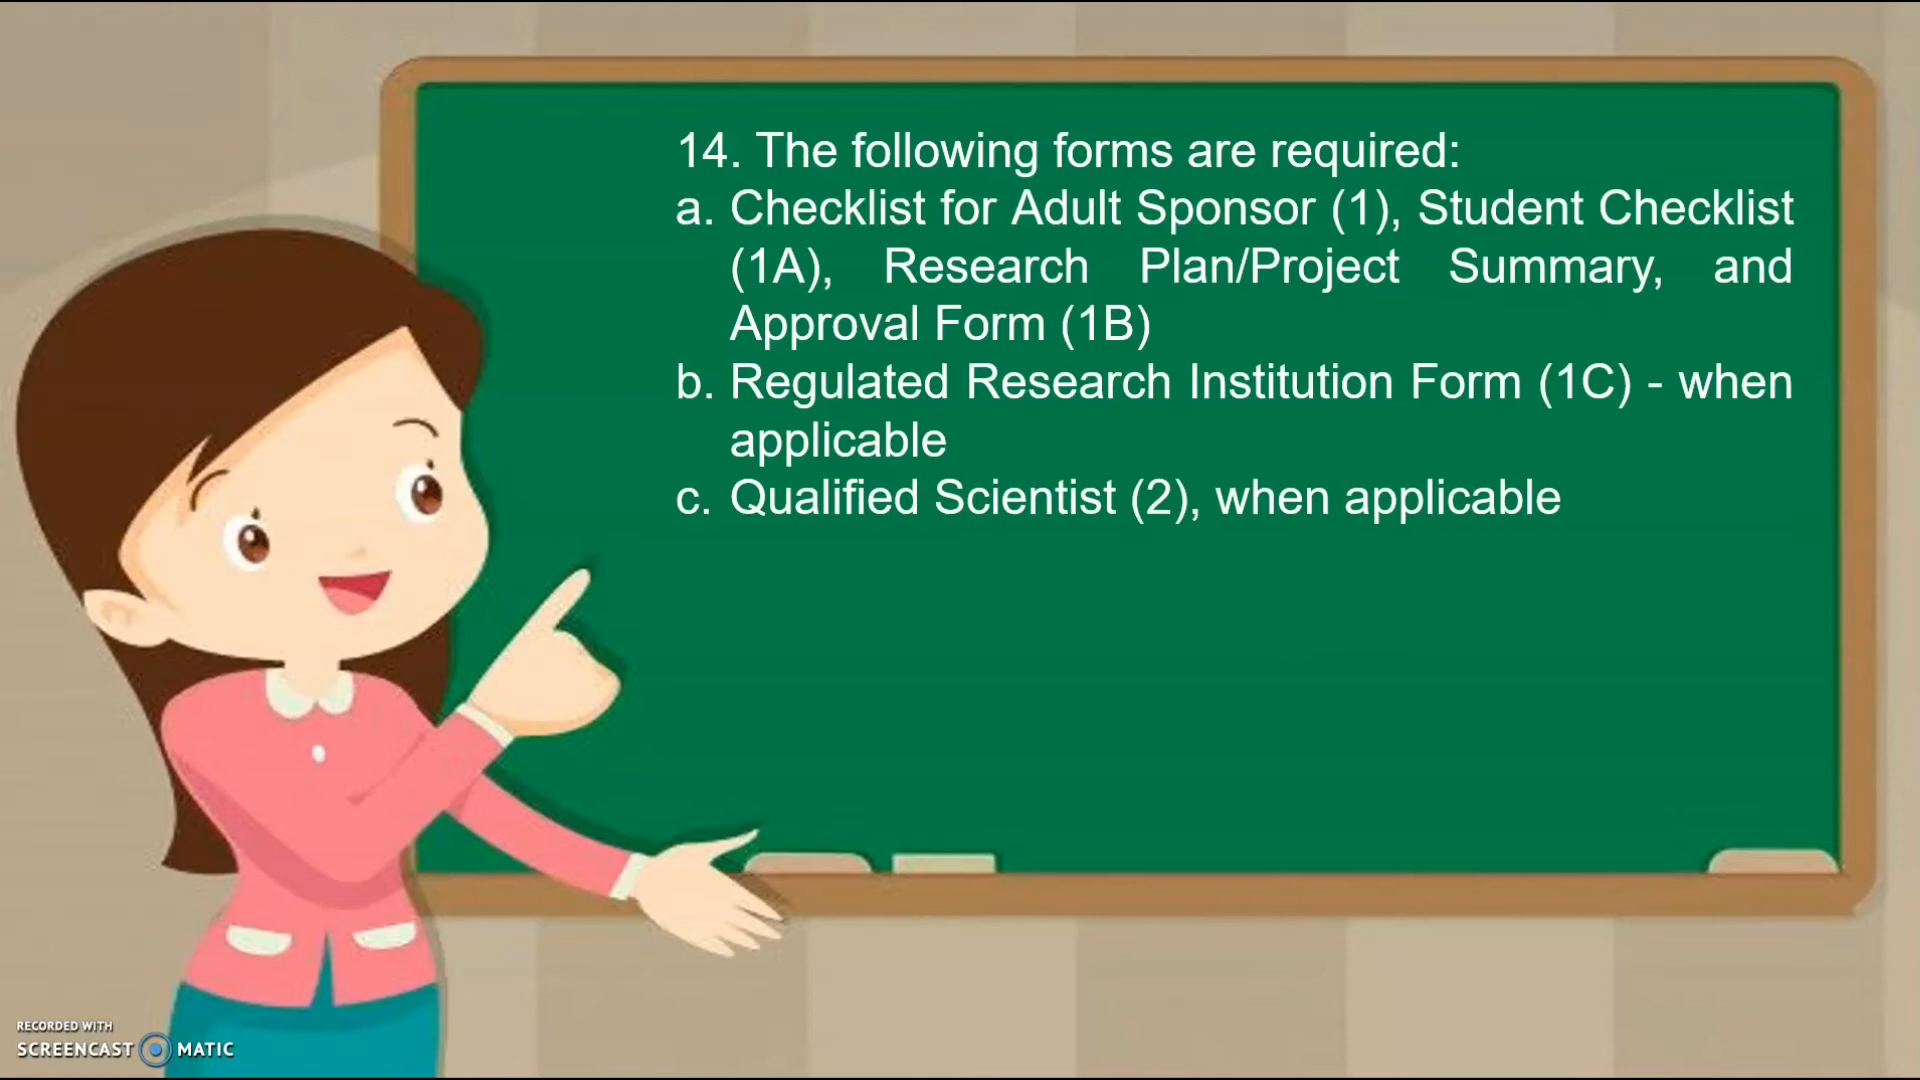 14. The following forms are required:
a. Checklist for Adult Sponsor (1), Student Checklist
(1A), Research Plan/Project Summary, and
Approval Form (1B)
b. Regulated Research Institution Form (1C) - when
applicable
c. Qualified Scientist (2), when applicable
RECORDED WITH
SCREENCAST MATIC